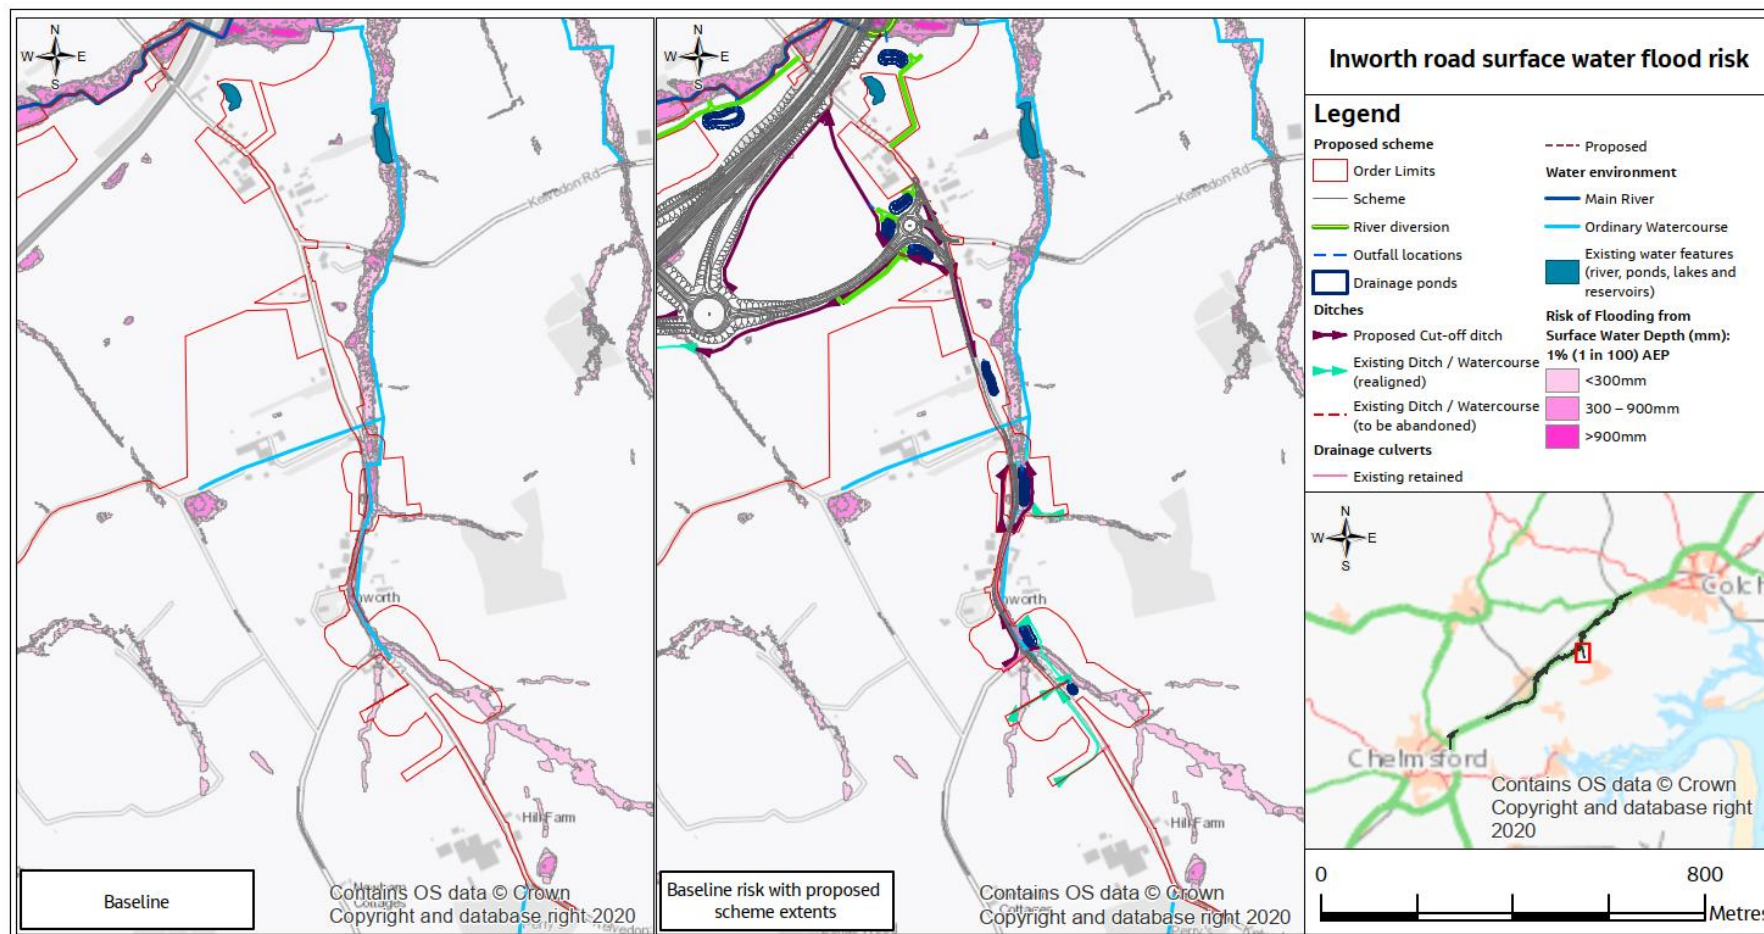 N
W E
S
Kelvedon Rd
nworth
Hill Farm
Cottages
Baseline
Contains OS data © Crown
Copyright and database right 2020
N
W E
S
Kelvedon Rd
nworth
Hill Farm
Baseline risk with proposed
scheme extents
Contains OS data © Crown
Copyright and database right 2020
Inworth road surface water flood risk
Legend
Proposed scheme
Order Limits
Scheme
River diversion
Outfall locations
Drainage ponds
Ditches
Proposed Cut-off ditch
Existing Ditch / Watercourse
(realigned)
Existing Ditch / Watercourse
(to be abandoned)
Drainage culverts
Existing retained
Proposed
Water environment
Main River
Ordinary Watercourse
Existing water features
(river, ponds, lakes and
reservoirs)
Risk of Flooding from
Surface Water Depth (mm):
1% (1 in 100) AEP
<300mm
300 – 900mm
>900mm
N
W E
S
Colch
Chelmsford
Contains OS data © Crown
Copyright and database right
2020
0 800
Metres